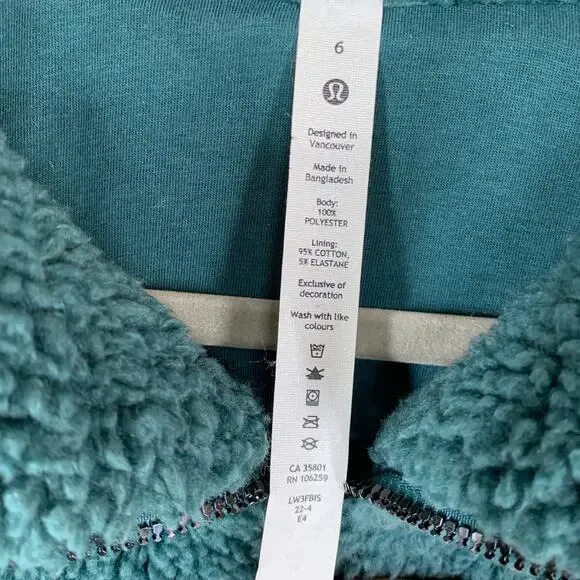 6
Designed in
Vancouver
Made in
Bangladesh
Body:
100%
POLYESTER
Lining:
95% COTTON,
5% ELASTANE
Exclusive of
decoration
Wash with like
colours
CA 35801
RN 106259
LW3FBIS
22-4
E4